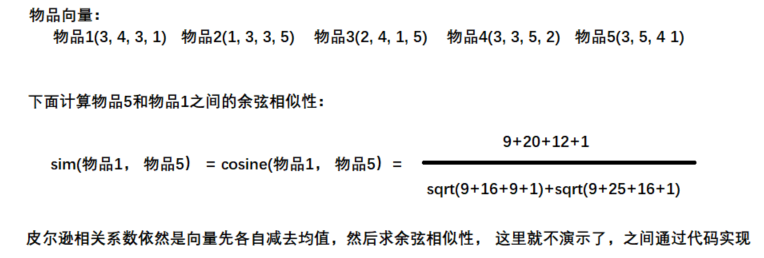 物品向量：
物品1(3, 4, 3, 1) 物品2(1, 3, 3, 5) 物品3(2, 4, 1, 5) 物品4(3, 3, 5, 2) 物品5(3, 5, 4 1)
下面计算物品5和物品1之间的余弦相似性：
9+20+12+1
sim(物品1， 物品5) = cosine(物品1， 物品5) =
sqrt(9+16+9+1)+sqrt(9+25+16+1)
皮尔逊相关系数依然是向量先各自减去均值，然后求余弦相似性， 这里就不演示了，之间通过代码实现